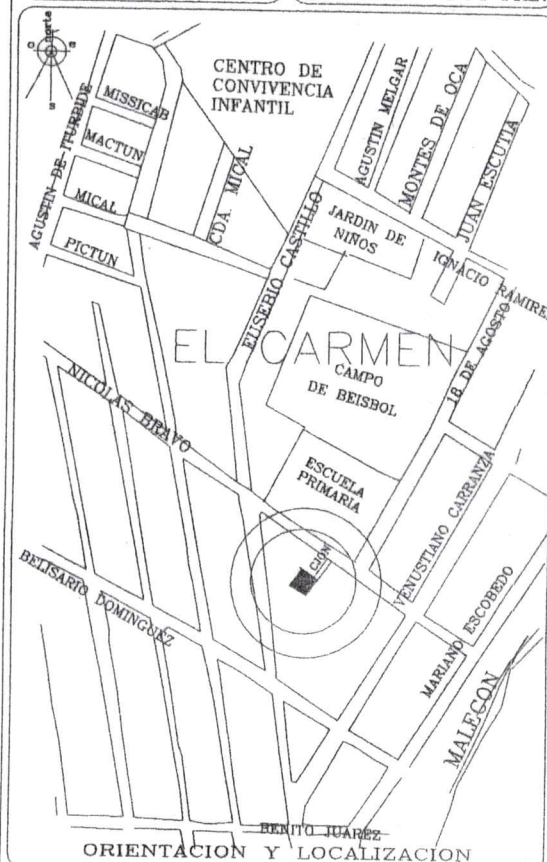 norte
CENTRO DE
CONVIVENCIA
INFANTIL
AGUSTIN DE ITURBIDE
MISSICAB
MACTUN
MICAL
PICTUN
CDA. MICAL
EUSEBIO CASTILLO
AGUSTIN MELGAR
MONTES DE OCA
JUAN ESCUTIA
JARDIN DE
NIÑOS
IGNACIO RAMIREZ
EL CARMEN
CAMPO
DE BEISBOL
18 DE AGOSTO
NICOLAS BRAVO
ESCUELA
PRIMARIA
CJON
VENUSTIANO CARRANZA
BELISARIO DOMINGUEZ
MARIANO ESCOBEDO
MALECON
BENITO JUAREZ
ORIENTACION Y LOCALIZACION